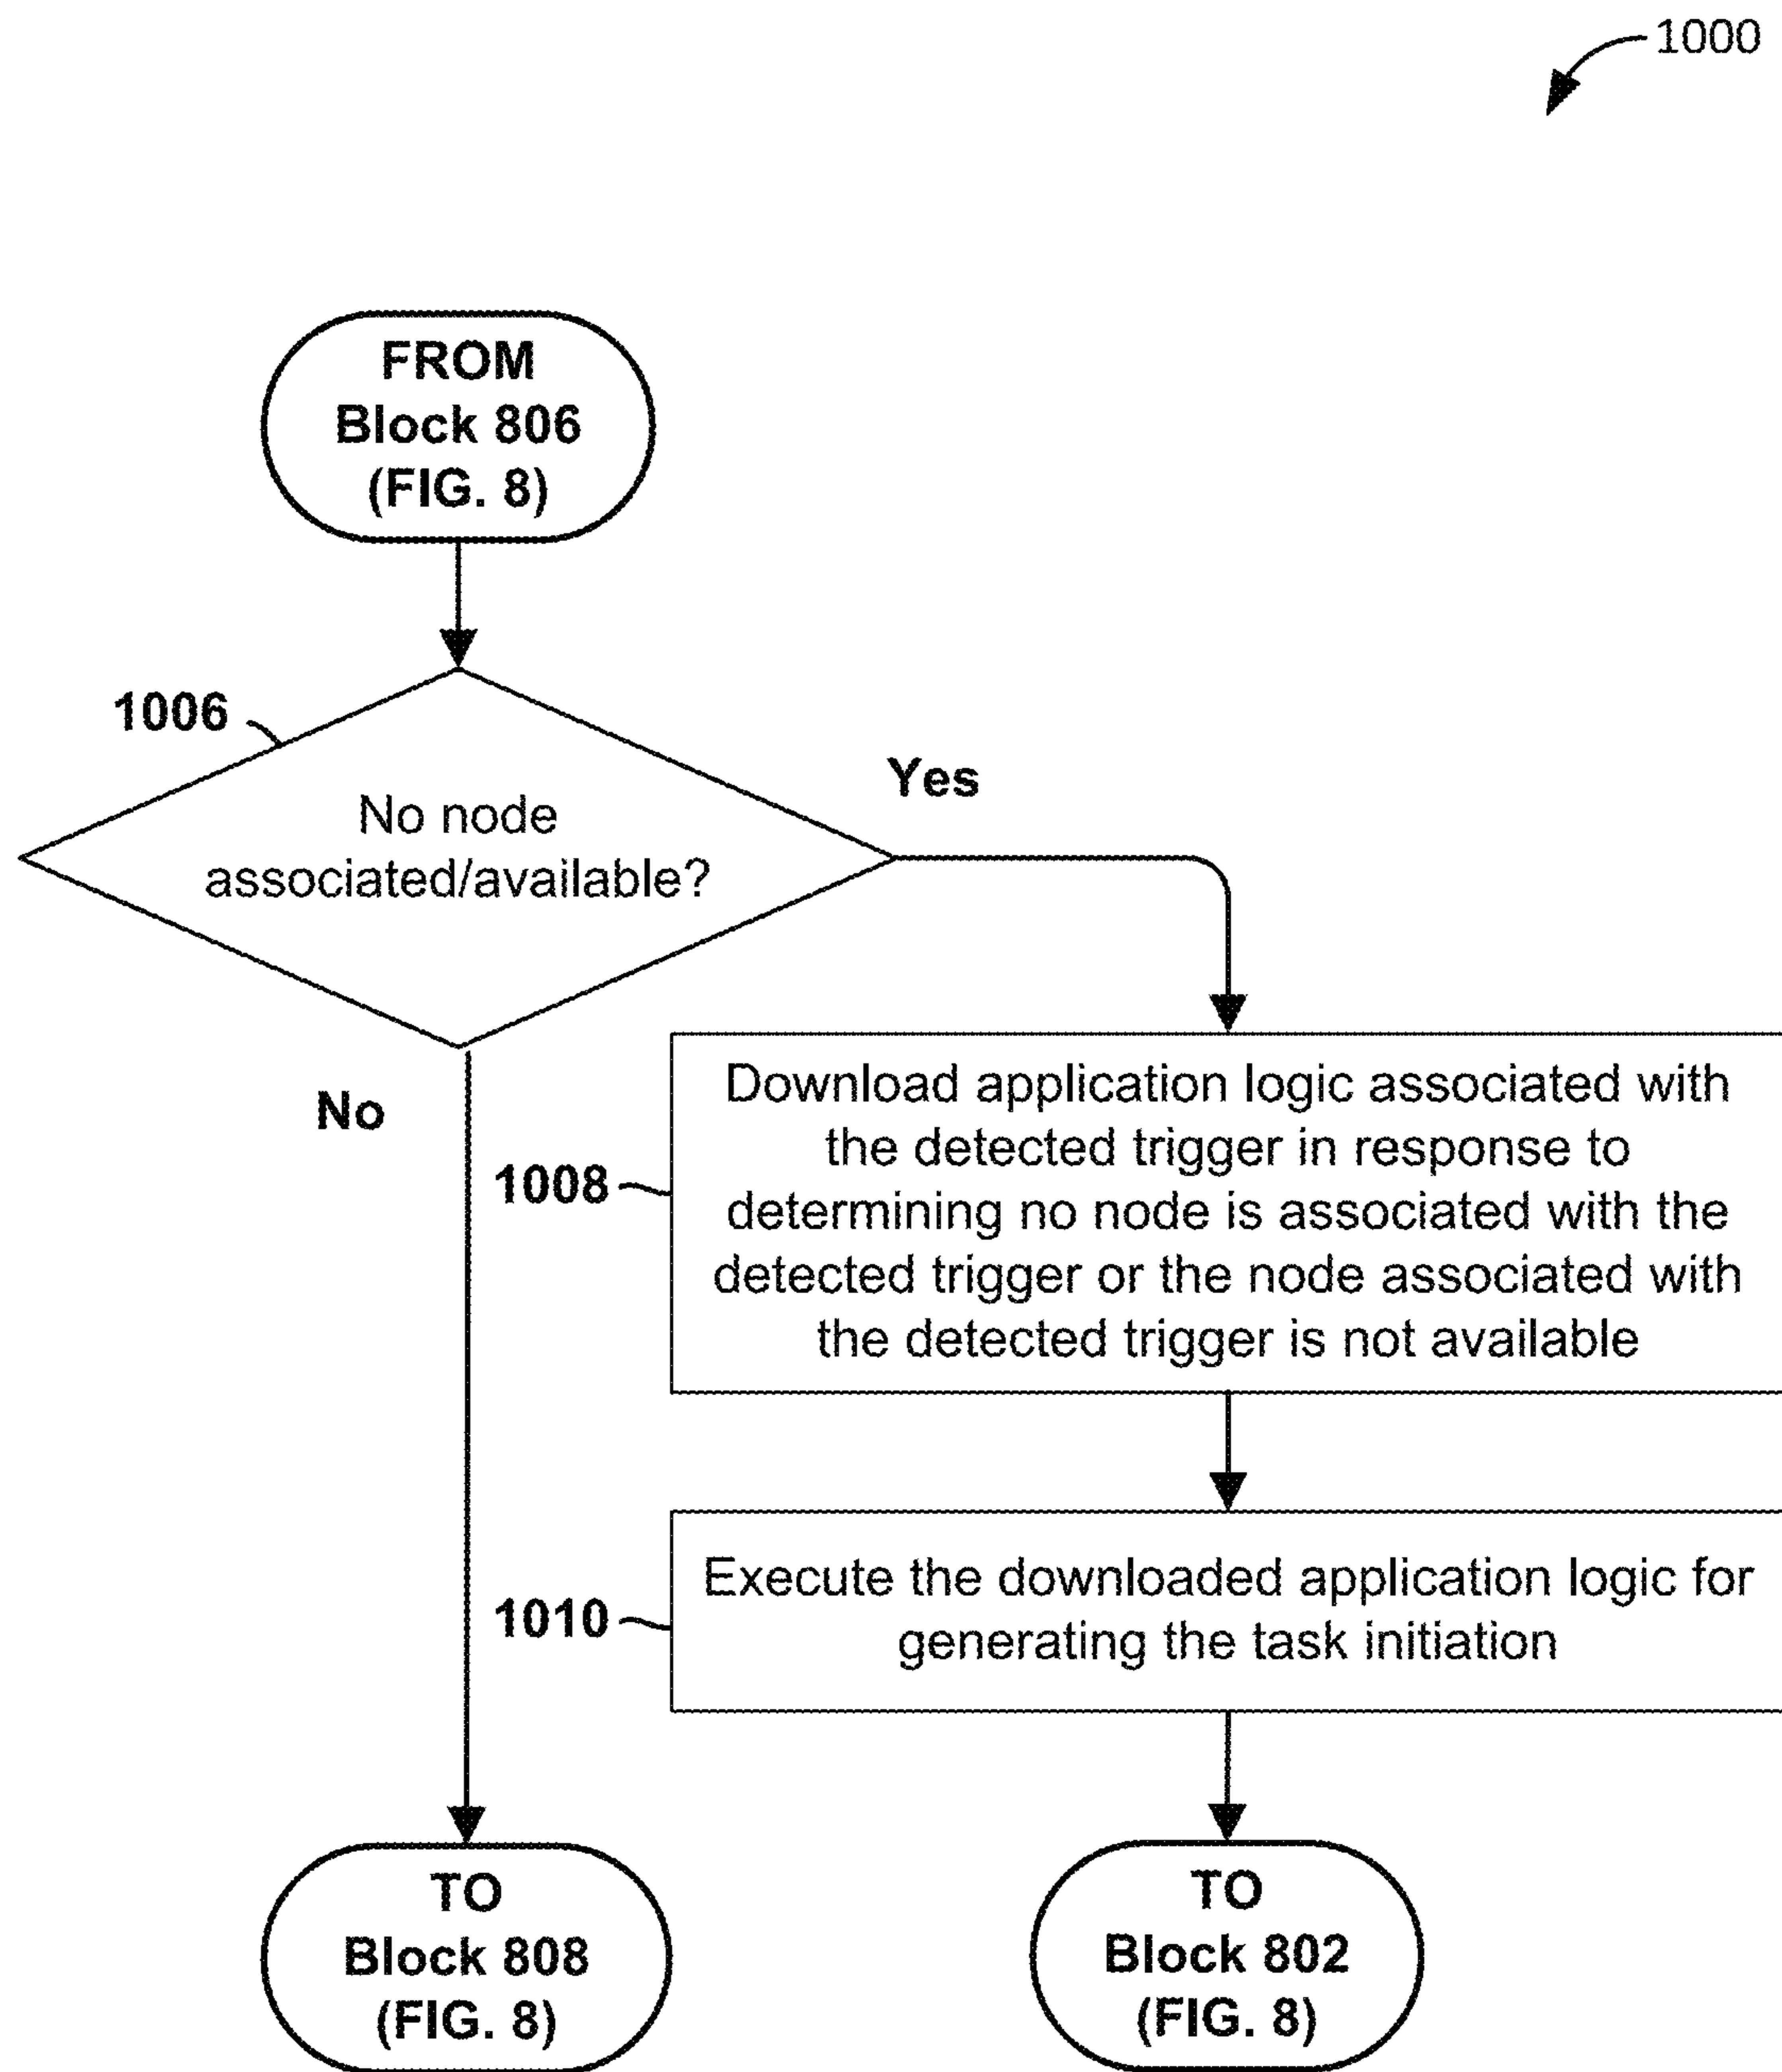 1000
FROM
Block 806
(FIG. 8)
1006
Yes
No node
associated/available?
No
Download application logic associated with
the detected trigger in response to
1008
determining no node is associated with the
detected trigger or the node associated with
the detected trigger is not available
Execute the downloaded application logic for
1010
generating the task initiation
TO
Block 808
(FIG. 8)
TO
Block 802
(FIG. 8)